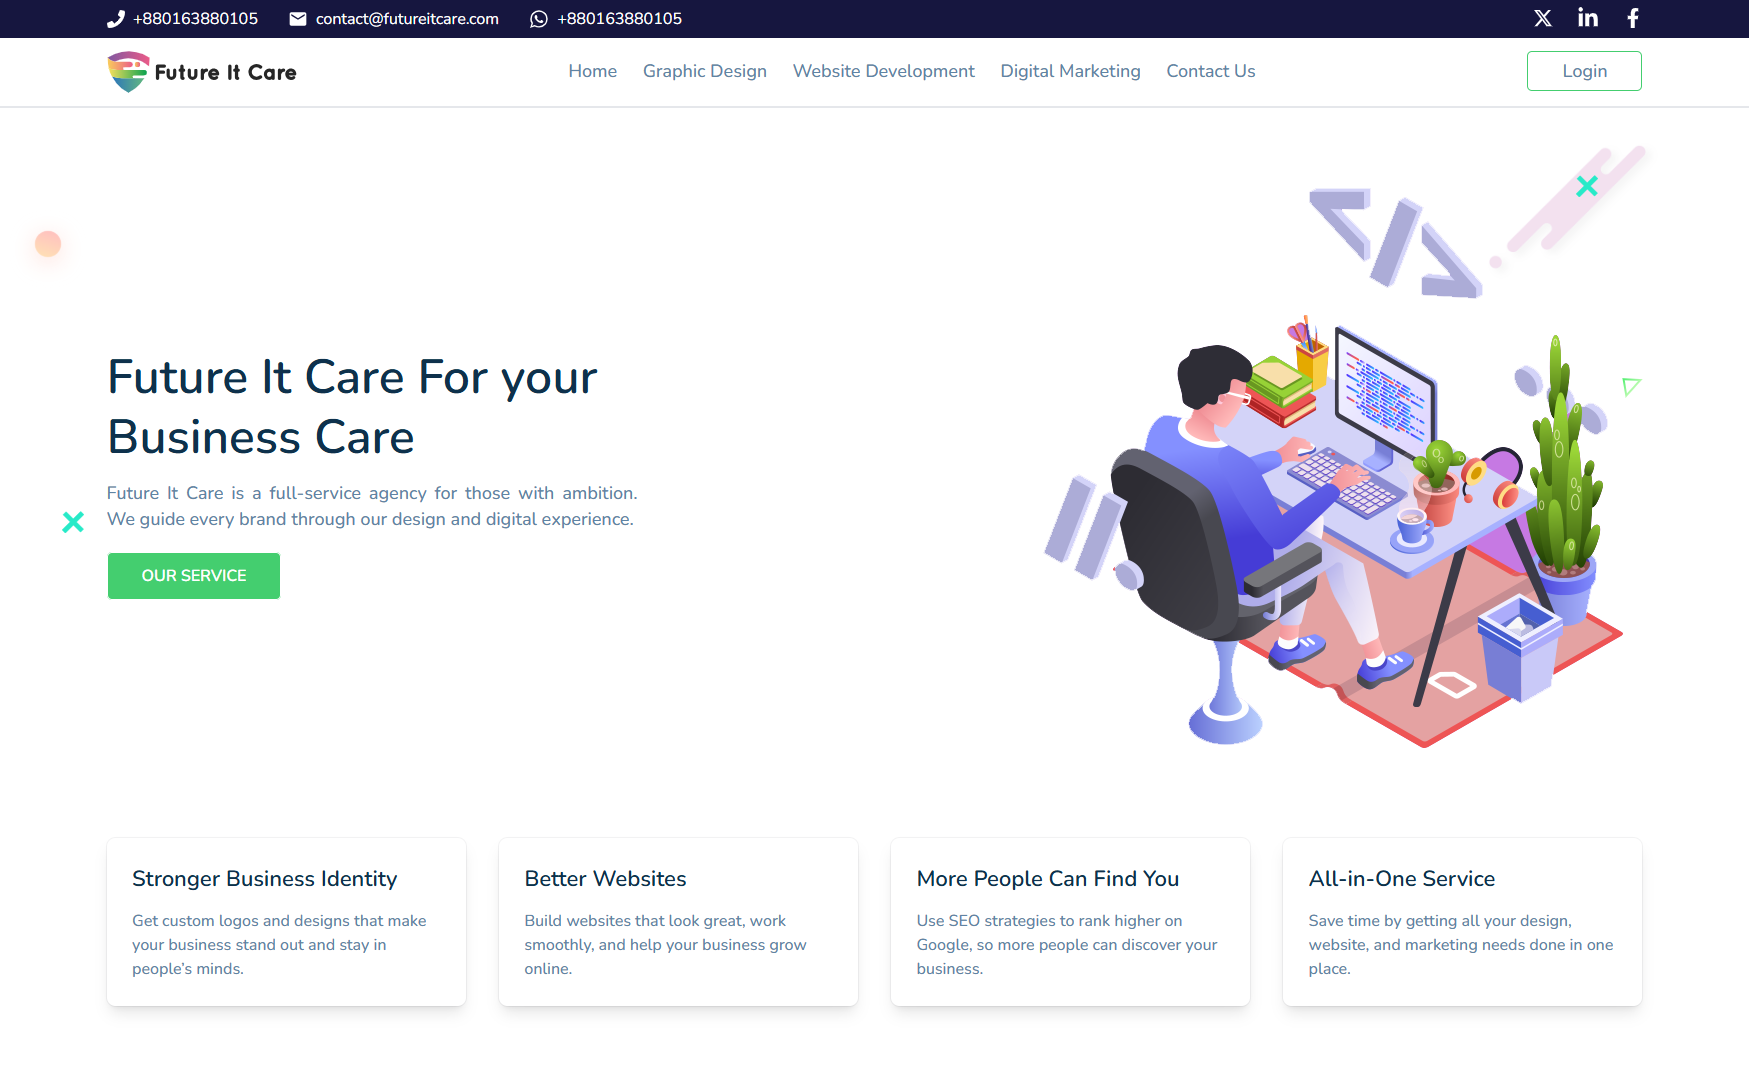 +880163880105 contact@futureitcare.com +880163880105
Future It Care
Home Graphic Design Website Development Digital Marketing Contact Us
Login
</>
Future It Care For your
Business Care
Future It Care is a full-service agency for those with ambition.
We guide every brand through our design and digital experience.
OUR SERVICE
Stronger Business Identity
Get custom logos and designs that make
your business stand out and stay in
people's minds.
Better Websites
Build websites that look great, work
smoothly, and help your business grow
online.
More People Can Find You
Use SEO strategies to rank higher on
Google, so more people can discover your
business.
All-in-One Service
Save time by getting all your design,
website, and marketing needs done in one
place.